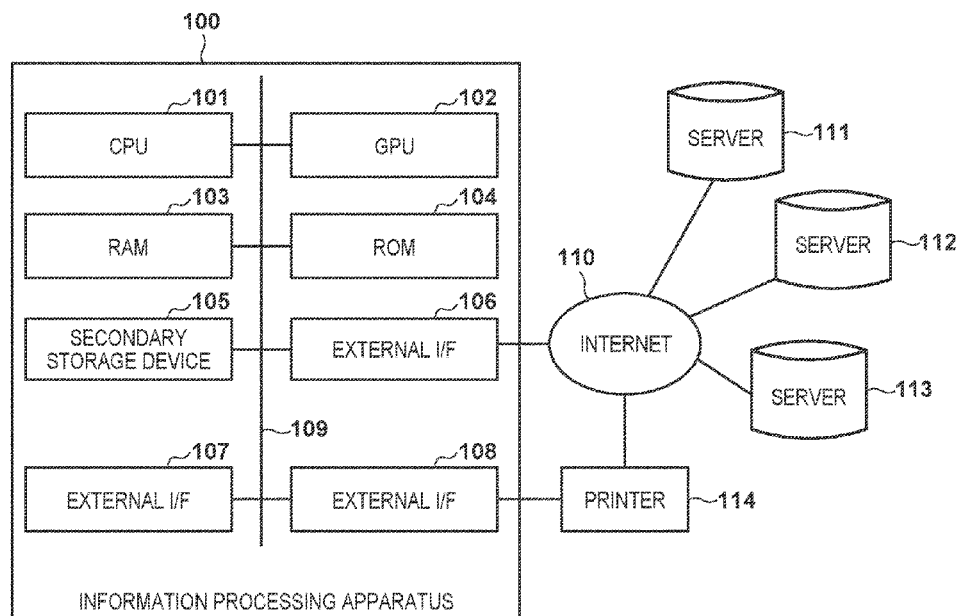 100
101
102
CPU
GPU
SERVER
111
103
104
RAM
ROM
SERVER
112
110
105
106
SECONDARY
STORAGE DEVICE
EXTERNAL I/F
INTERNET
SERVER
113
109
107
108
EXTERNAL I/F
EXTERNAL I/F
PRINTER
114
INFORMATION PROCESSING APPARATUS